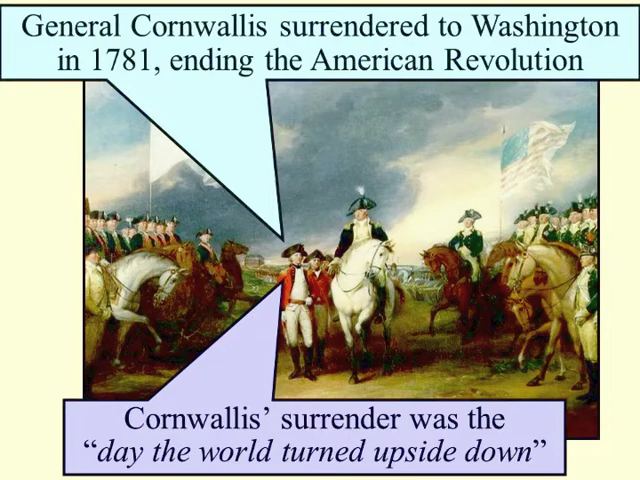 General Cornwallis surrendered to Washington
in 1781, ending the American Revolution
Cornwallis’ surrender was the
“day the world turned upside down”